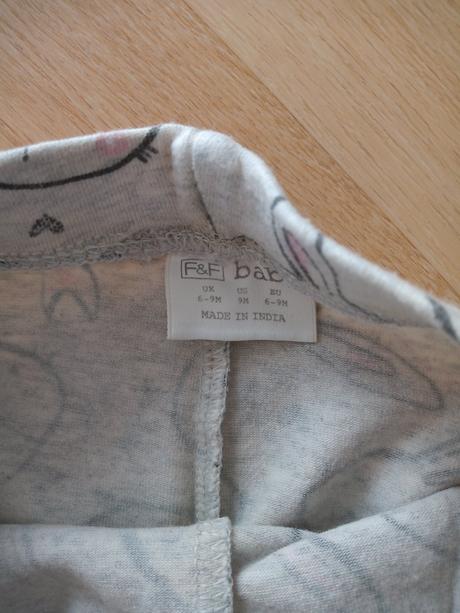 F&F bab
UK US EU
6-9M 9M 6-9M
MADE IN INDIA